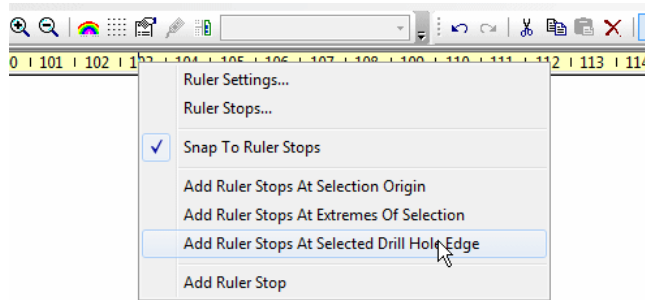 0 101 102 103 104 105 106 107 108 109 110 111 112 113 114
Ruler Settings...
Ruler Stops...
Snap To Ruler Stops
Add Ruler Stops At Selection Origin
Add Ruler Stops At Extremes Of Selection
Add Ruler Stops At Selected Drill Hole Edge
Add Ruler Stop